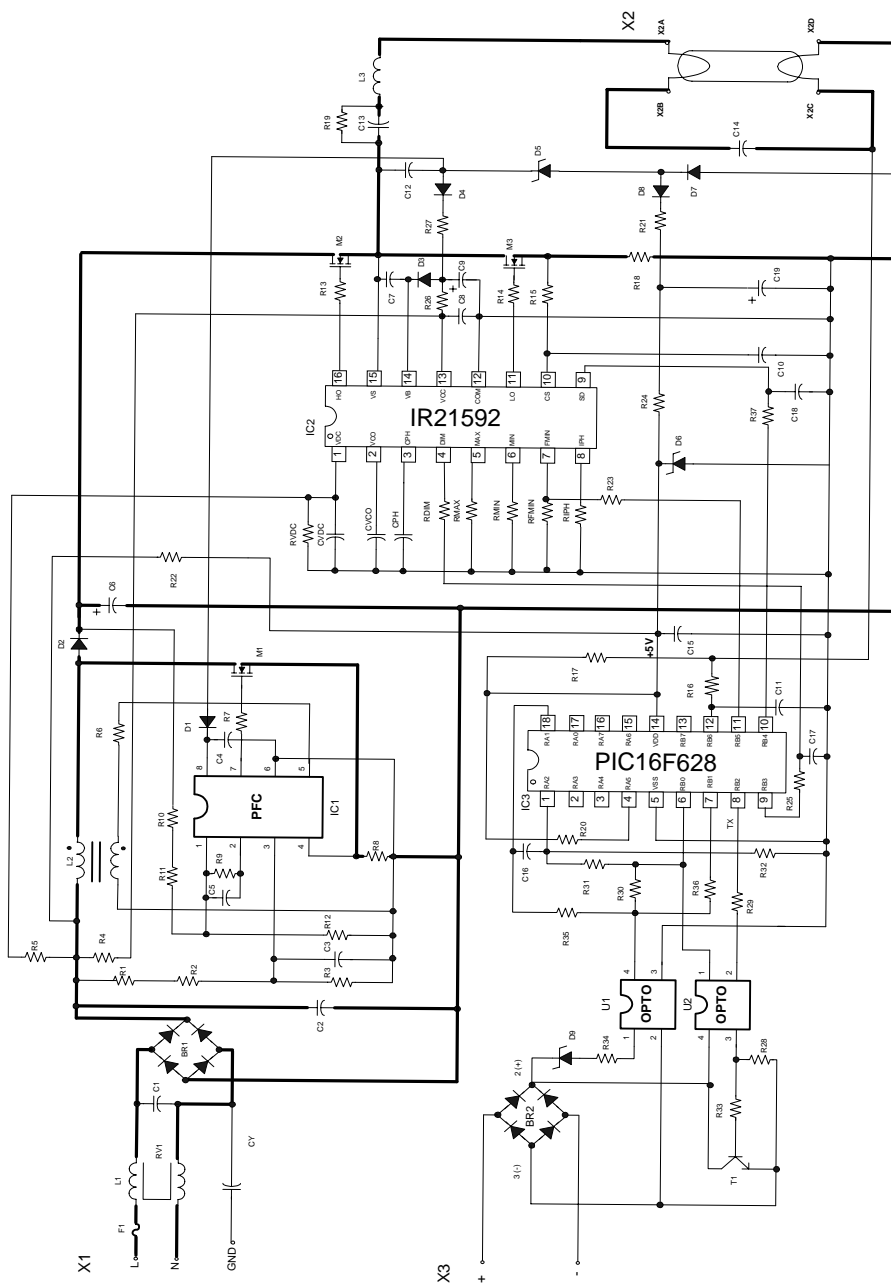 X1
F1
L
N
GND
L1
RV1
C1
CY
BR1
C2
R5
R4
R1
R2
R3
C3
R12
L2
R11
R10
C5
R9
R8
R6
D1
C4
R7
M1
D2
C6
+
PFC
IC1
1
2
3
4
8
7
6
5
R22
RVDC
CVDC
CVCO
CPH
RDIM
RMAX
RMIN
RFMIN
RIPH
R23
IC2
IR21592
1 VDC
2 VCO
3 CPH
4 DIM
5 MAX
6 MIN
7 FMIN
8 IPH
16 HO
15 VS
14 VB
13 VCC
12 COM
11 LO
10 CS
9 SD
R13
M2
C7
D3
R26
+
C9
C8
R14
M3
R15
R27
D4
C12
R19
C13
L3
D5
D8
D7
R21
R18
+
C19
C10
R24
D6
R37
C18
X2
X2A
X2B
X2C
X2D
C14
+5V
C15
R17
R16
C11
C17
R25
IC3
PIC16F628
1 RA2
2 RA3
3 RA4
4 RA5
5 VSS
6 RB0
7 RB1
8 RB2
9 RB3
18 RA1
17 RA0
16 RA7
15 RA6
14 VDD
13 RB7
12 RB6
11 RB5
10 RB4
TX
R20
C16
R31
R30
R35
R36
R32
R29
U1
OPTO
1
2
3
4
U2
OPTO
1
2
3
4
D9
R34
R33
R28
T1
BR2
2 (+)
3 (-)
X3
+
-